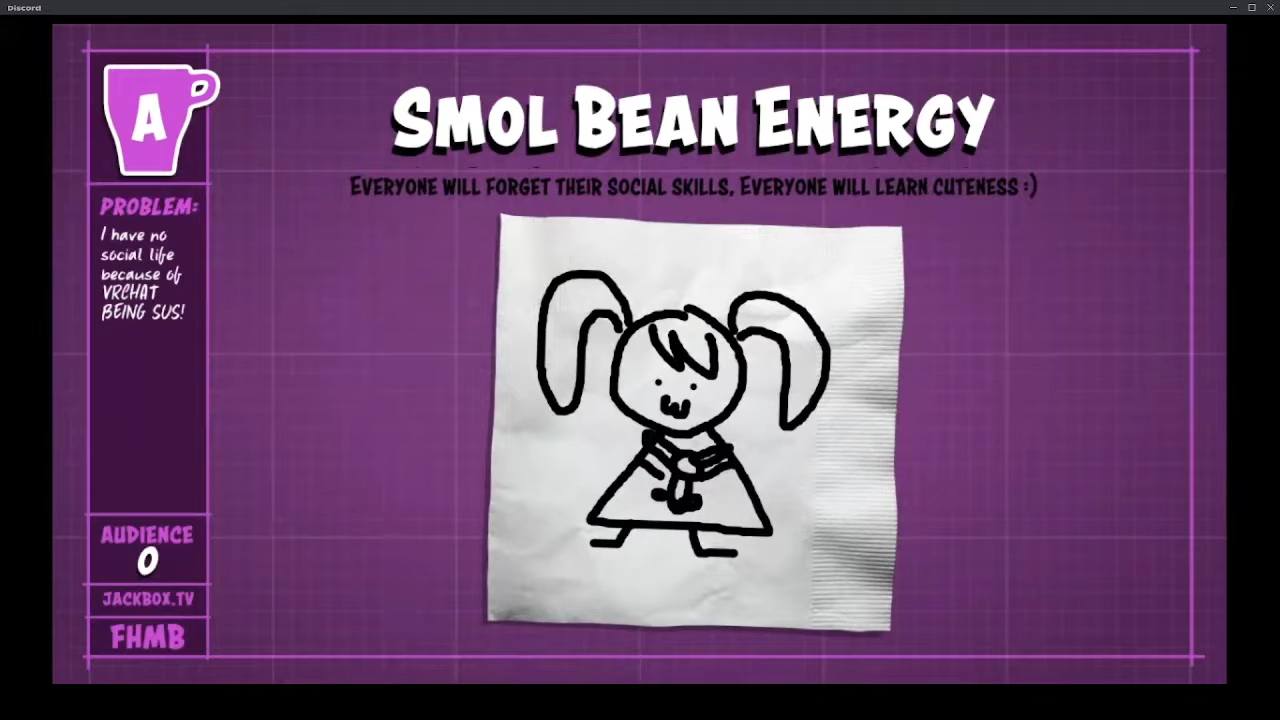 Discord
A
SMOL BEAN ENERGY
EVERYONE WILL FORGET THEIR SOCIAL SKILLS, EVERYONE WILL LEARN CUTENESS :)
PROBLEM:
I have no
social life
because of
VRCHAT
BEING SUS!
AUDIENCE
0
JACKBOX.TV
FHMB